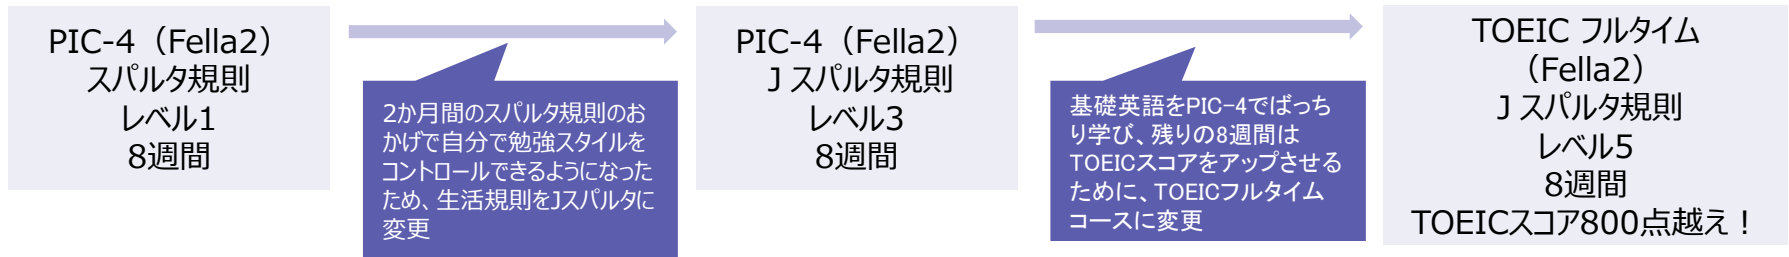 PIC-4（Fella2）
スパルタ規則
レベル1
8週間
2か月間のスパルタ規則のお
かげで自分で勉強スタイルを
コントロールできるようになった
ため、生活規則をJスパルタに
変更
PIC-4（Fella2）
J スパルタ規則
レベル3
8週間
基礎英語をPIC-4でばっち
り学び、残りの8週間は
TOEICスコアをアップさせる
ために、TOEICフルタイム
コースに変更
TOEIC フルタイム
（Fella2）
J スパルタ規則
レベル5
8週間
TOEICスコア800点越え！